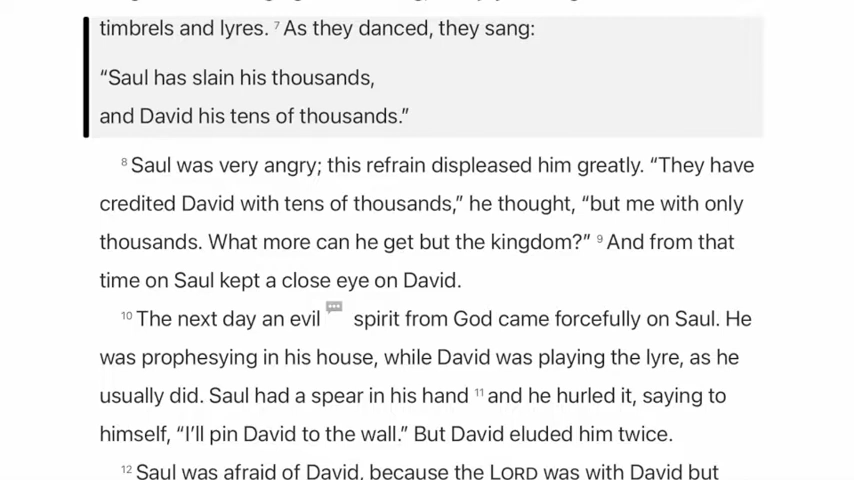 timbrels and lyres. 7 As they danced, they sang:
“Saul has slain his thousands,
and David his tens of thousands.”
8 Saul was very angry; this refrain displeased him greatly. “They have
credited David with tens of thousands,” he thought, “but me with only
thousands. What more can he get but the kingdom?” 9 And from that
time on Saul kept a close eye on David.
10 The next day an evil spirit from God came forcefully on Saul. He
was prophesying in his house, while David was playing the lyre, as he
usually did. Saul had a spear in his hand 11 and he hurled it, saying to
himself, “I’ll pin David to the wall.” But David eluded him twice.
12 Saul was afraid of David, because the LORD was with David but